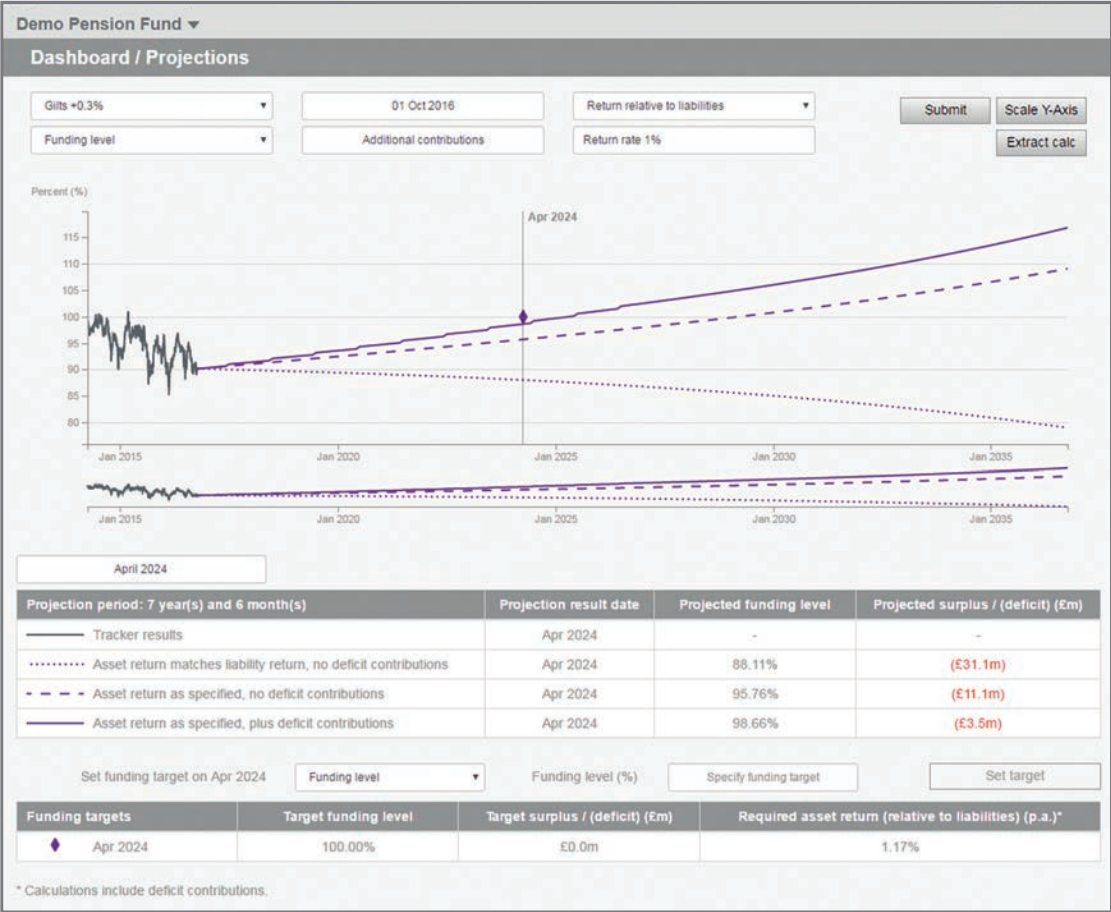 Demo Pension Fund
Dashboard / Projections
Gilts +0.3% 01 Oct 2016 Return relative to liabilities Submit Scale Y-Axis
Funding level Additional contributions Return rate 1% Extract calc
Percent (%)
Apr 2024
115
110
105
100
95
90
85
80
Jan 2015 Jan 2020 Jan 2025 Jan 2030 Jan 2035
Jan 2015 Jan 2020 Jan 2025 Jan 2030 Jan 2035
April 2024
Projection period: 7 year(s) and 6 month(s) Projection result date Projected funding level Projected surplus / (deficit) (£m)
Tracker results Apr 2024 - -
Asset return matches liability return, no deficit contributions Apr 2024 88.11% (£31.1m)
Asset return as specified, no deficit contributions Apr 2024 95.76% (£11.1m)
Asset return as specified, plus deficit contributions Apr 2024 98.66% (£3.5m)
Set funding target on Apr 2024 Funding level Funding level (%) Specify funding target Set target
Funding targets Target funding level Target surplus / (deficit) (£m) Required asset return (relative to liabilities) (p.a.)*
Apr 2024 100.00% £0.0m 1.17%
* Calculations include deficit contributions.